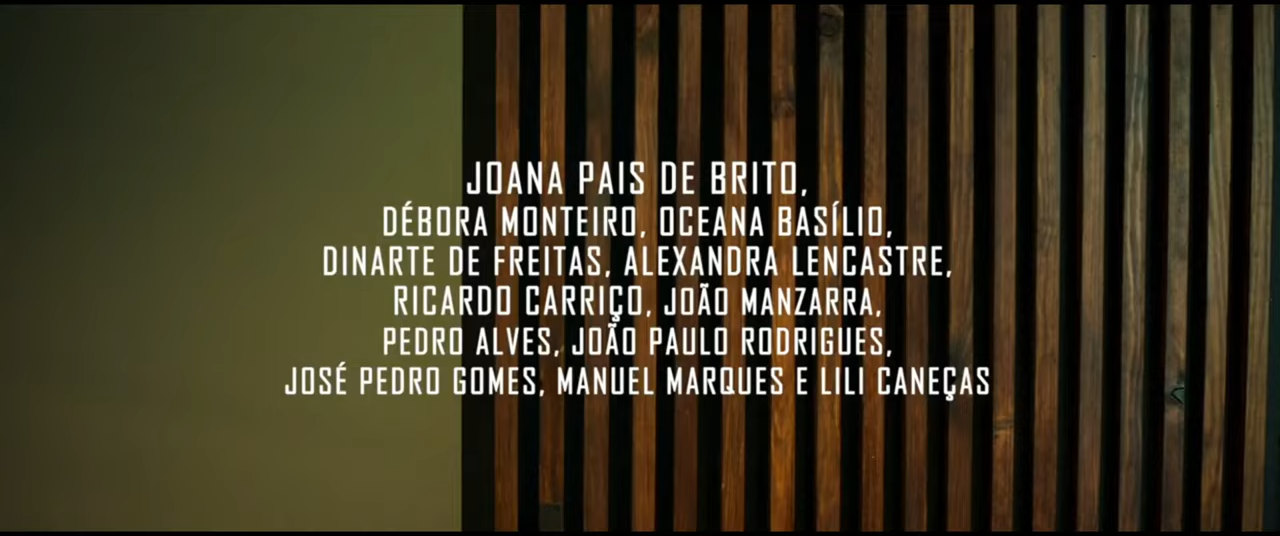 JOANA PAIS DE BRITO,
DÉBORA MONTEIRO, OCEANA BASÍLIO,
DINARTE DE FREITAS, ALEXANDRA LENCASTRE,
RICARDO CARRIÇO, JOÃO MANZARRA,
PEDRO ALVES, JOÃO PAULO RODRIGUES,
JOSÉ PEDRO GOMES, MANUEL MARQUES E LILI CANEÇAS